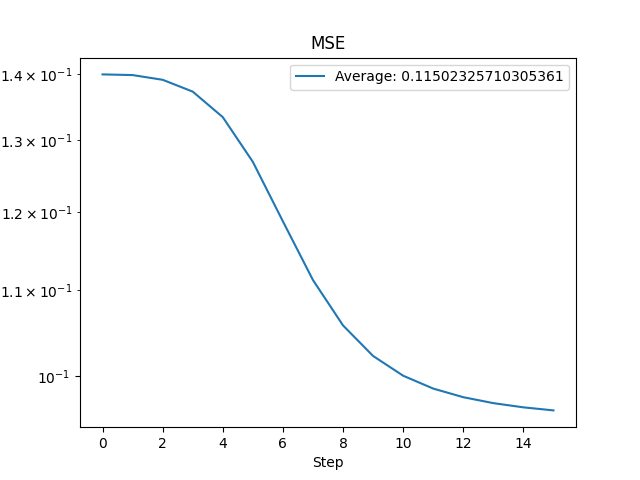 MSE
Average: 0.11502325710305361
1.4 × 10⁻¹
1.3 × 10⁻¹
1.2 × 10⁻¹
1.1 × 10⁻¹
10⁻¹
0 2 4 6 8 10 12 14
Step